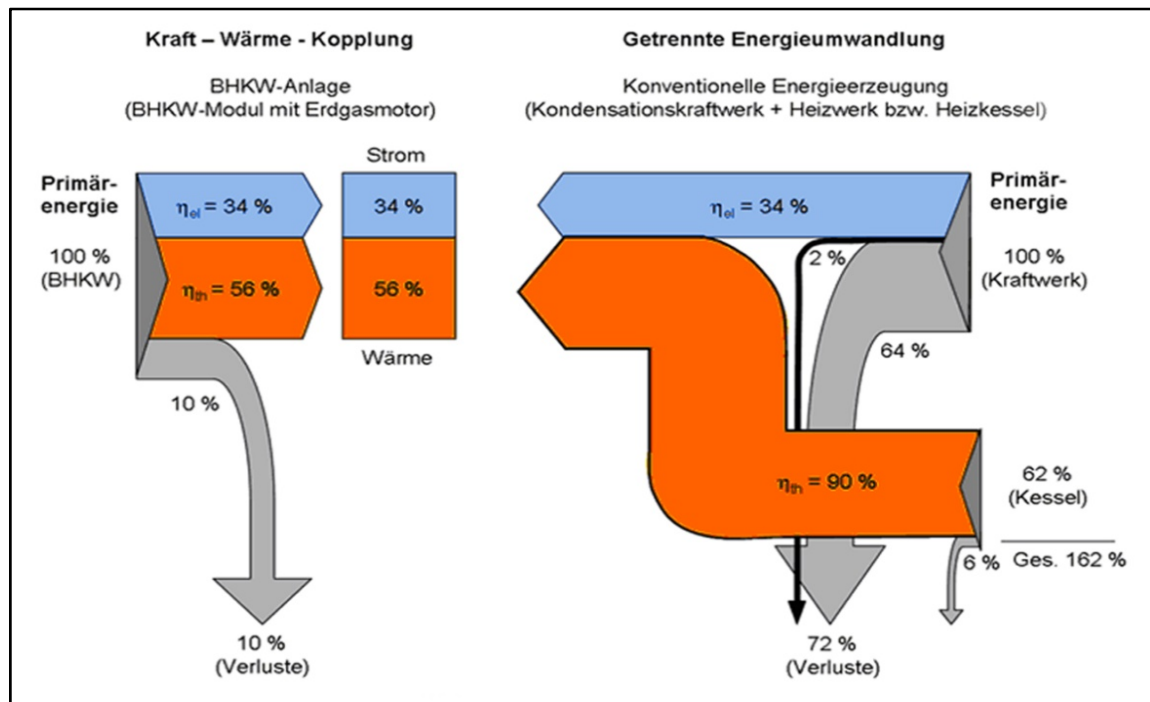 Kraft – Wärme - Kopplung
BHKW-Anlage
(BHKW-Modul mit Erdgasmotor)
Strom
Primär-
energie
100 %
(BHKW)
ηel = 34 %
34 %
ηth = 56 %
56 %
Wärme
10 %
10 %
(Verluste)
Getrennte Energieumwandlung
Konventionelle Energieerzeugung
(Kondensationskraftwerk + Heizwerk bzw. Heizkessel)
ηel = 34 %
Primär-
energie
2 %
100 %
(Kraftwerk)
64 %
ηth = 90 %
62 %
(Kessel)
6 %
Ges. 162 %
72 %
(Verluste)